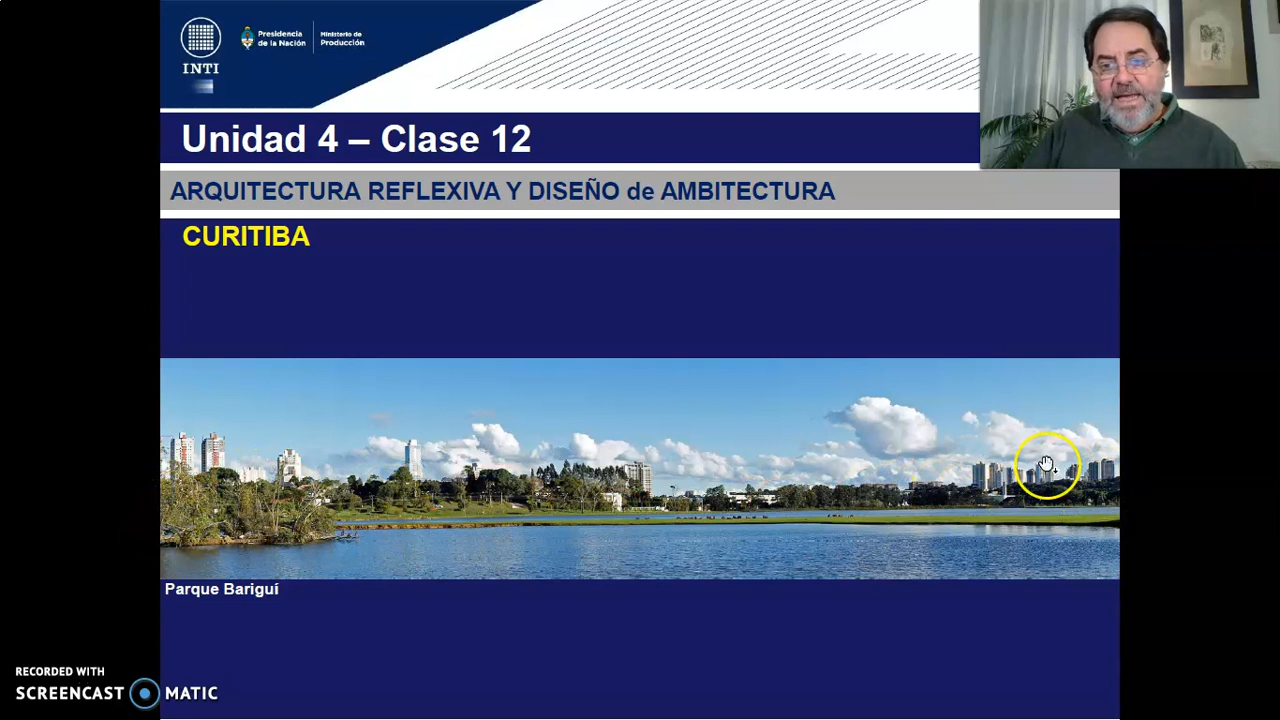 INTI
Presidencia
de la Nación
Ministerio de
Producción
Unidad 4 – Clase 12
ARQUITECTURA REFLEXIVA Y DISEÑO de AMBITECTURA
CURITIBA
Parque Bariguí
RECORDED WITH
SCREENCAST MATIC